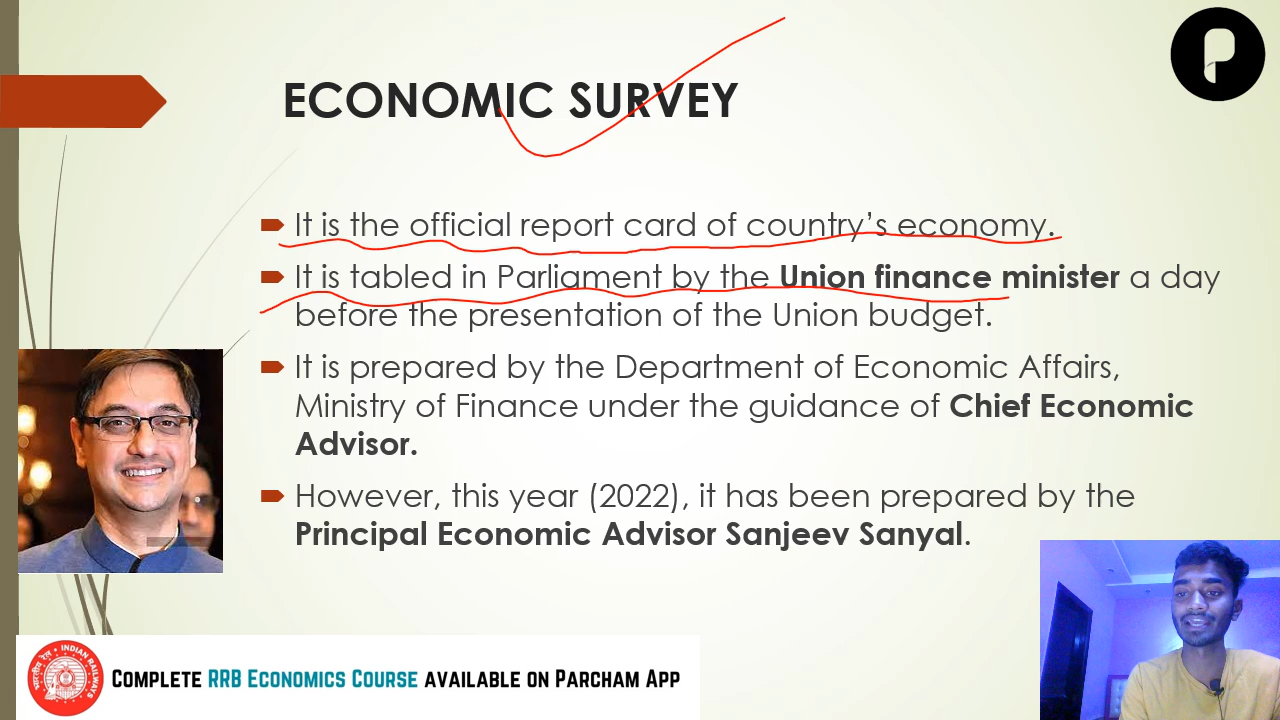 ECONOMIC SURVEY
It is the official report card of country's economy.
It is tabled in Parliament by the Union finance minister a day
before the presentation of the Union budget.
It is prepared by the Department of Economic Affairs,
Ministry of Finance under the guidance of Chief Economic
Advisor.
However, this year (2022), it has been prepared by the
Principal Economic Advisor Sanjeev Sanyal.
INDIAN RAILWAYS
भारतीय रेल
COMPLETE RRB ECONOMICS COURSE AVAILABLE ON PARCHAM APP